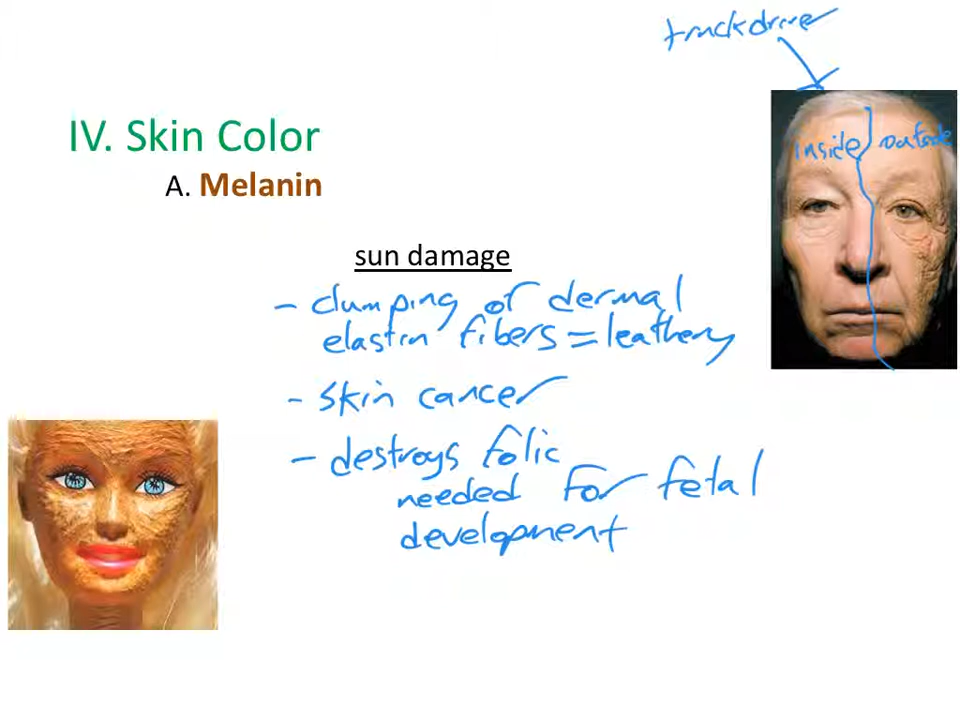 truckdriver
inside outside
IV. Skin Color
A. Melanin
sun damage
- clumping of dermal
elastin fibers = leathery
- skin cancer
- destroys folic
needed for fetal
development